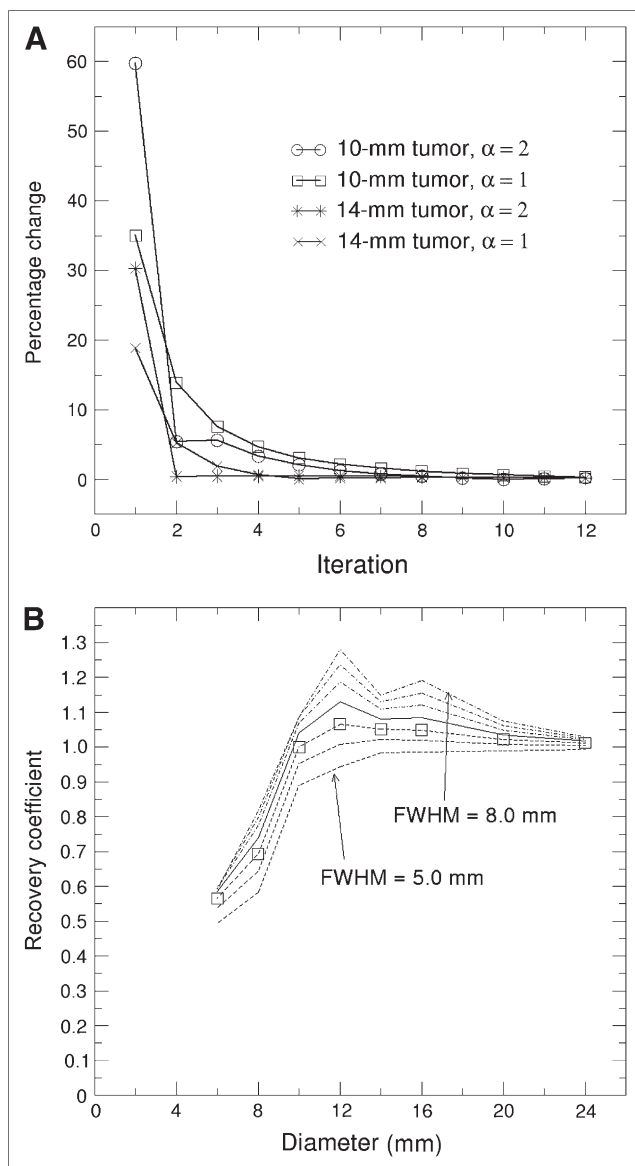 A
60
50
40
30
20
10
0
Percentage change
10-mm tumor, α = 2
10-mm tumor, α = 1
14-mm tumor, α = 2
14-mm tumor, α = 1
0 2 4 6 8 10 12
Iteration
B
1.3
1.2
1.1
1.0
0.9
0.8
0.7
0.6
0.5
0.4
0.3
0.2
0.1
0
Recovery coefficient
FWHM = 8.0 mm
FWHM = 5.0 mm
0 4 8 12 16 20 24
Diameter (mm)